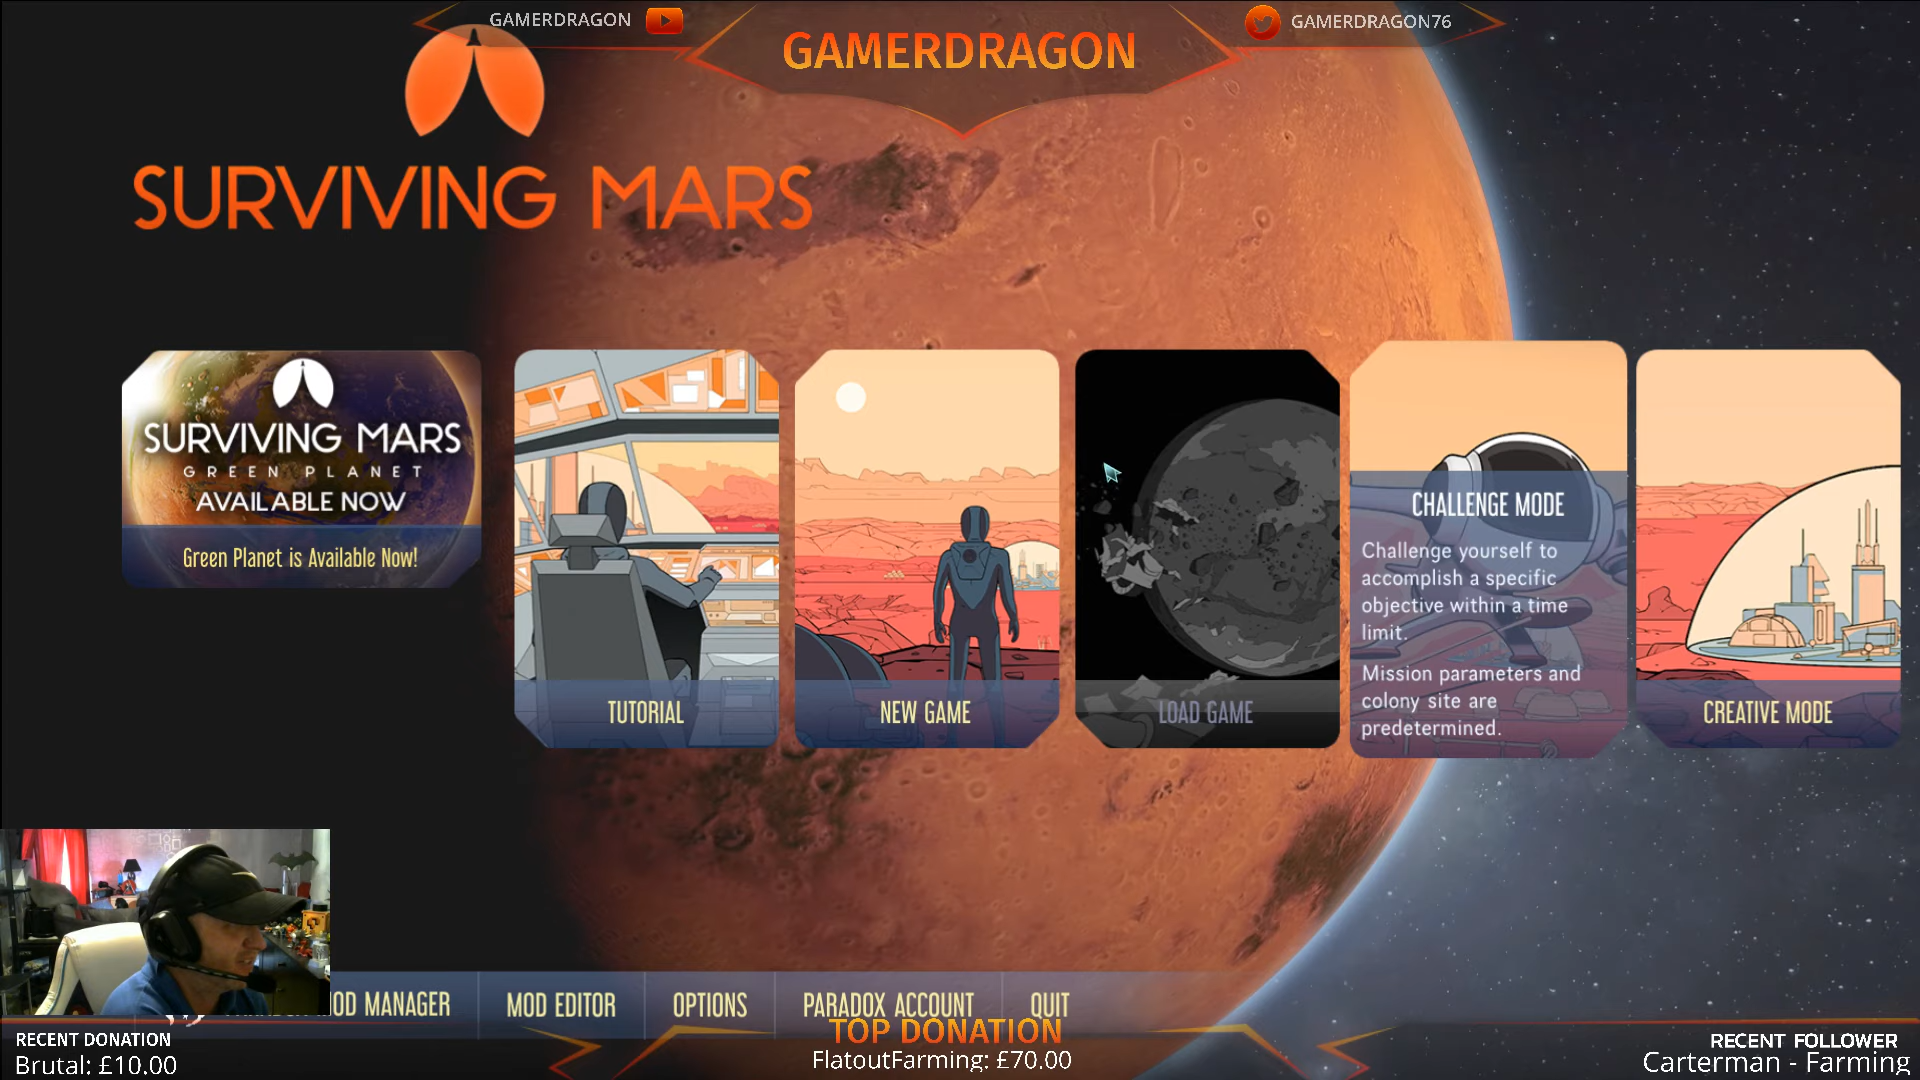 GAMERDRAGON
GAMERDRAGON
GAMERDRAGON76
SURVIVING MARS
SURVIVING MARS
GREEN PLANET
AVAILABLE NOW
Green Planet is Available Now!
TUTORIAL
NEW GAME
LOAD GAME
CHALLENGE MODE
Challenge yourself to
accomplish a specific
objective within a time
limit.
Mission parameters and
colony site are
predetermined.
CREATIVE MODE
MANAGER
MOD EDITOR
OPTIONS
PARADOX ACCOUNT
QUIT
RECENT DONATION
Brutal: £10.00
TOP DONATION
FlatoutFarming: £70.00
RECENT FOLLOWER
Carterman - Farming